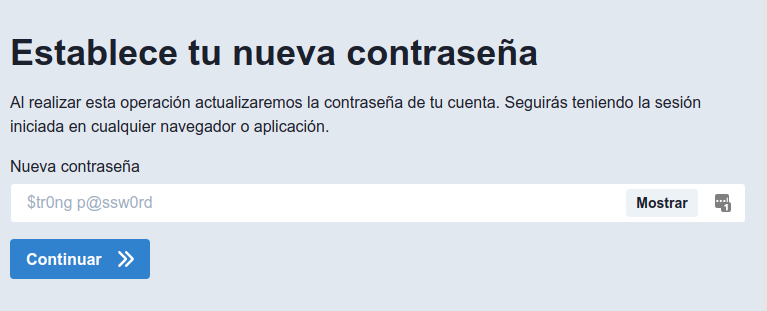 Establece tu nueva contraseña
Al realizar esta operación actualizaremos la contraseña de tu cuenta. Seguirás teniendo la sesión
iniciada en cualquier navegador o aplicación.
Nueva contraseña
$tr0ng p@ssw0rd
Mostrar
1
Continuar